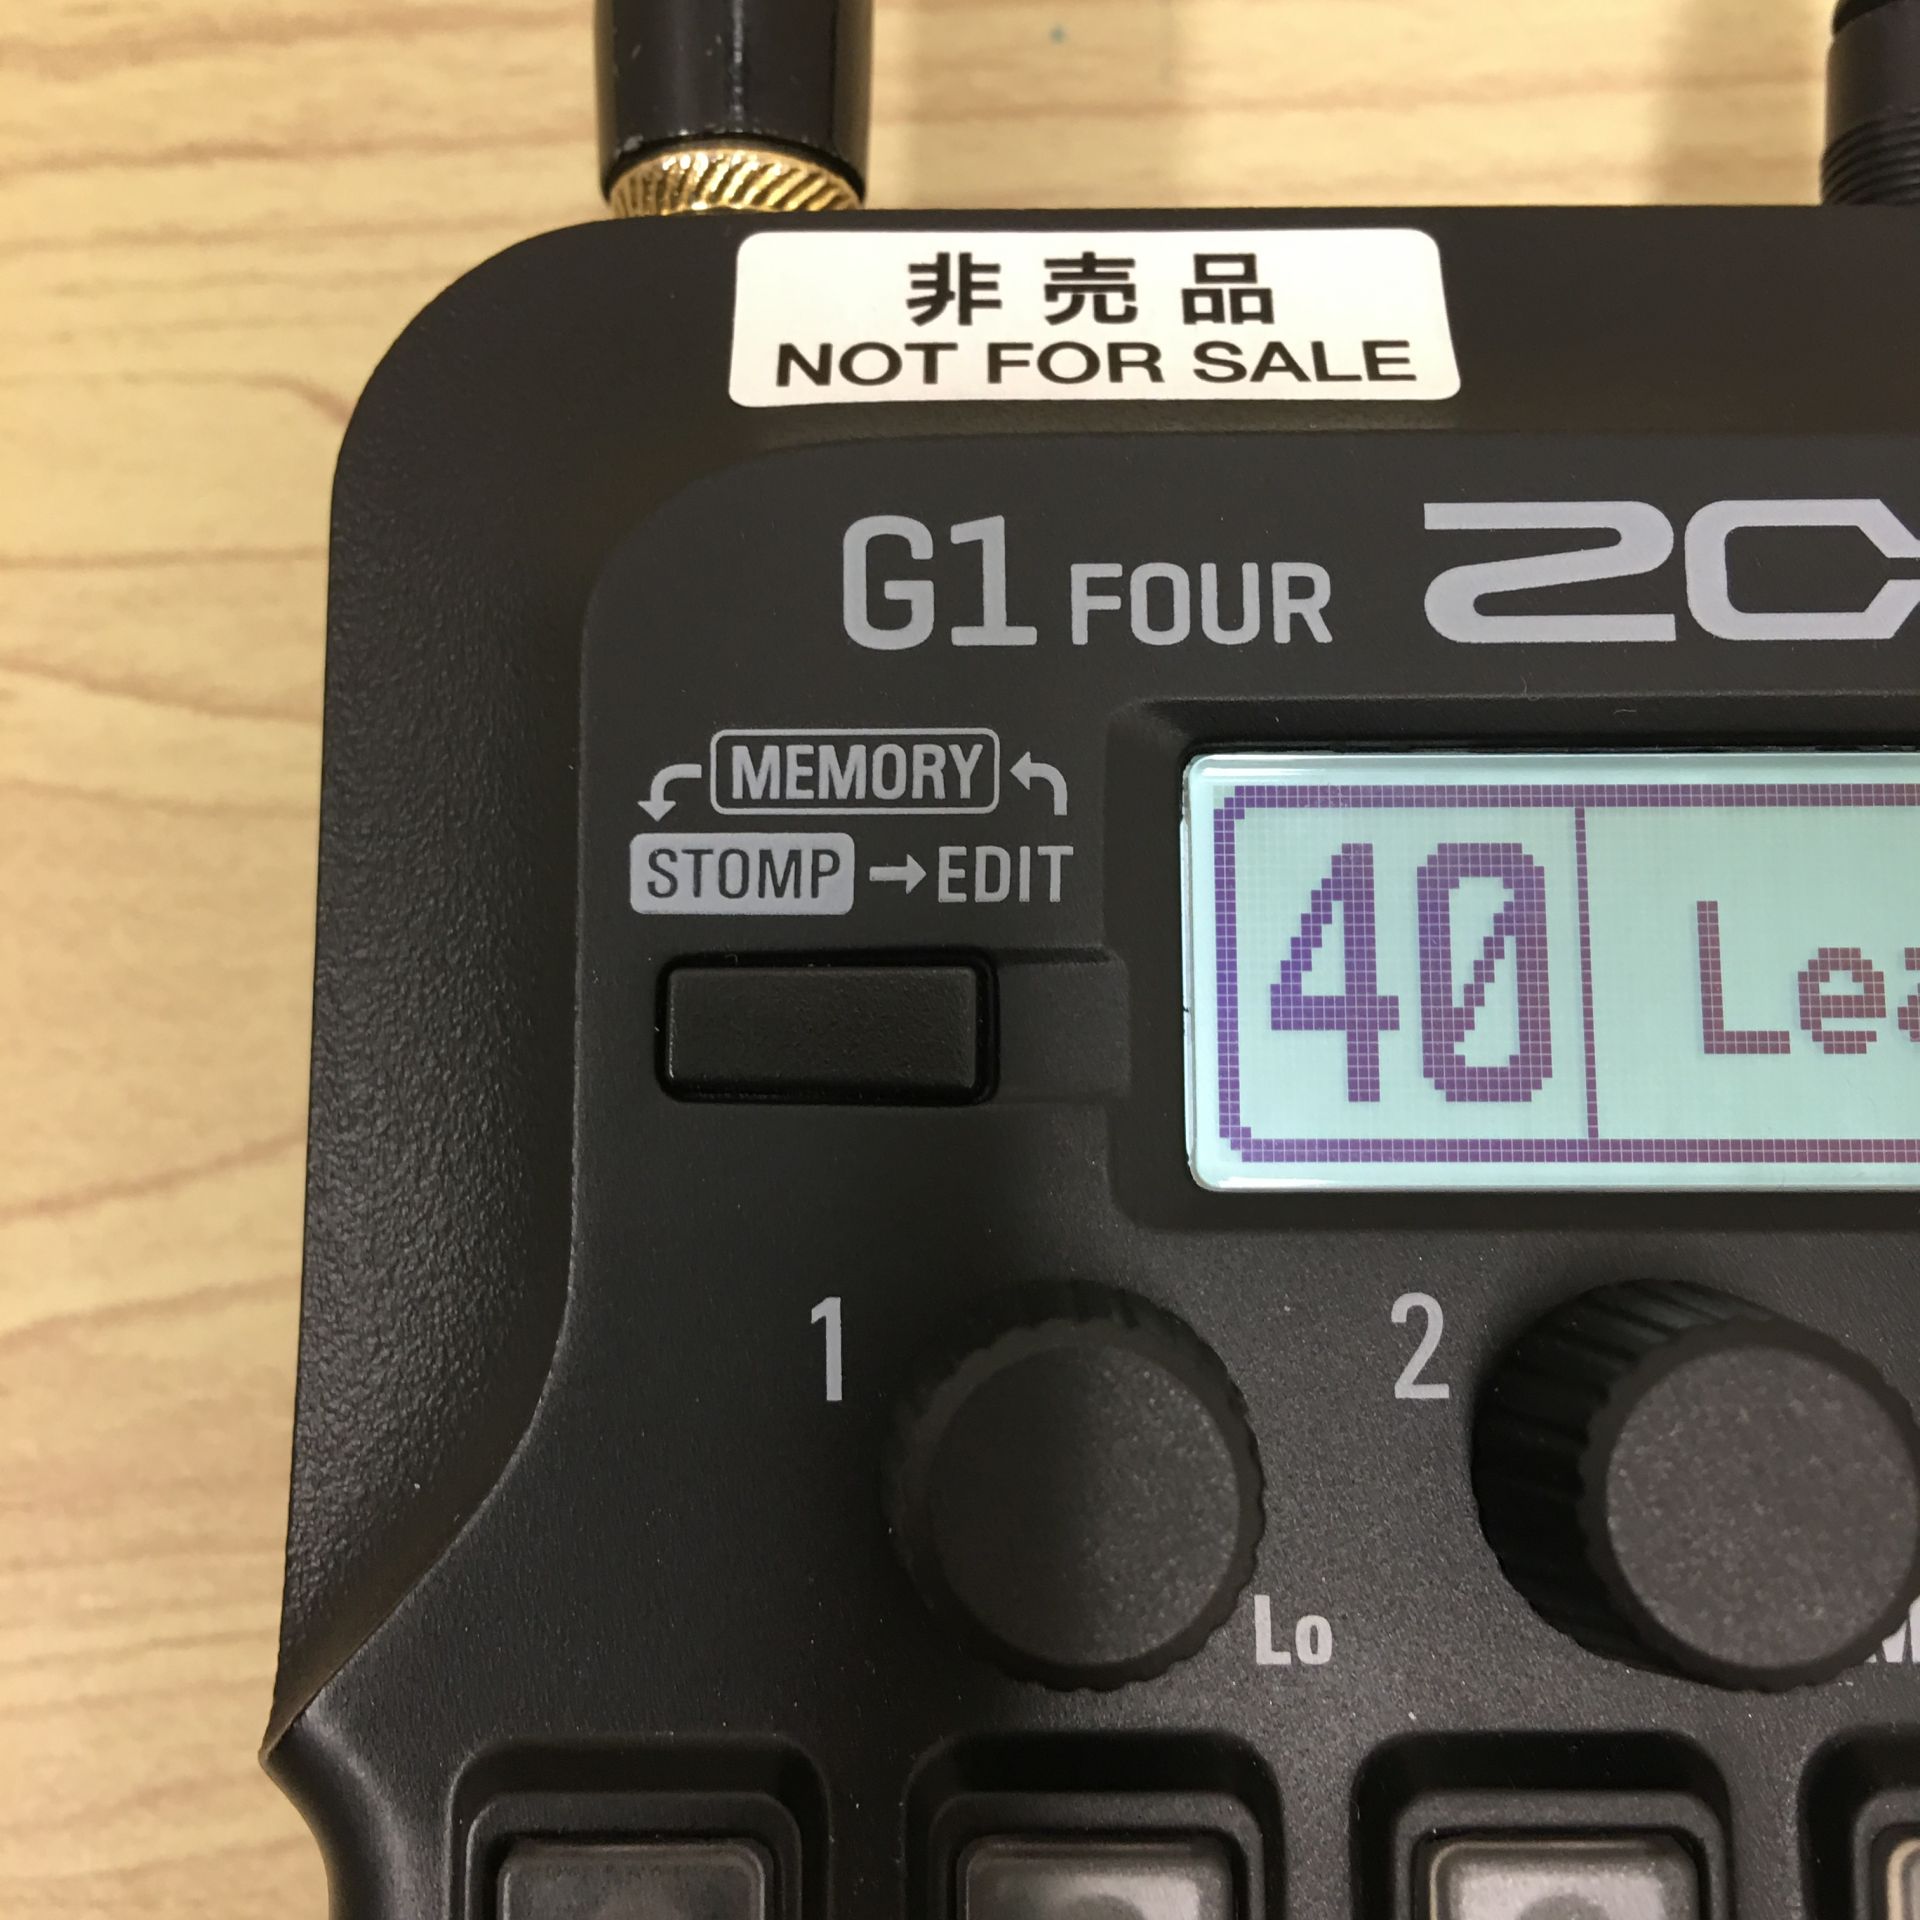 非売品
NOT FOR SALE
G1 FOUR
MEMORY
STOMP → EDIT
40
1
2
Lo